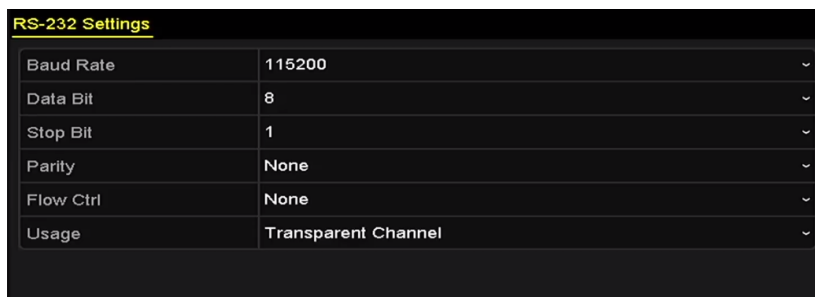 RS-232 Settings
Baud Rate 115200
Data Bit 8
Stop Bit 1
Parity None
Flow Ctrl None
Usage Transparent Channel